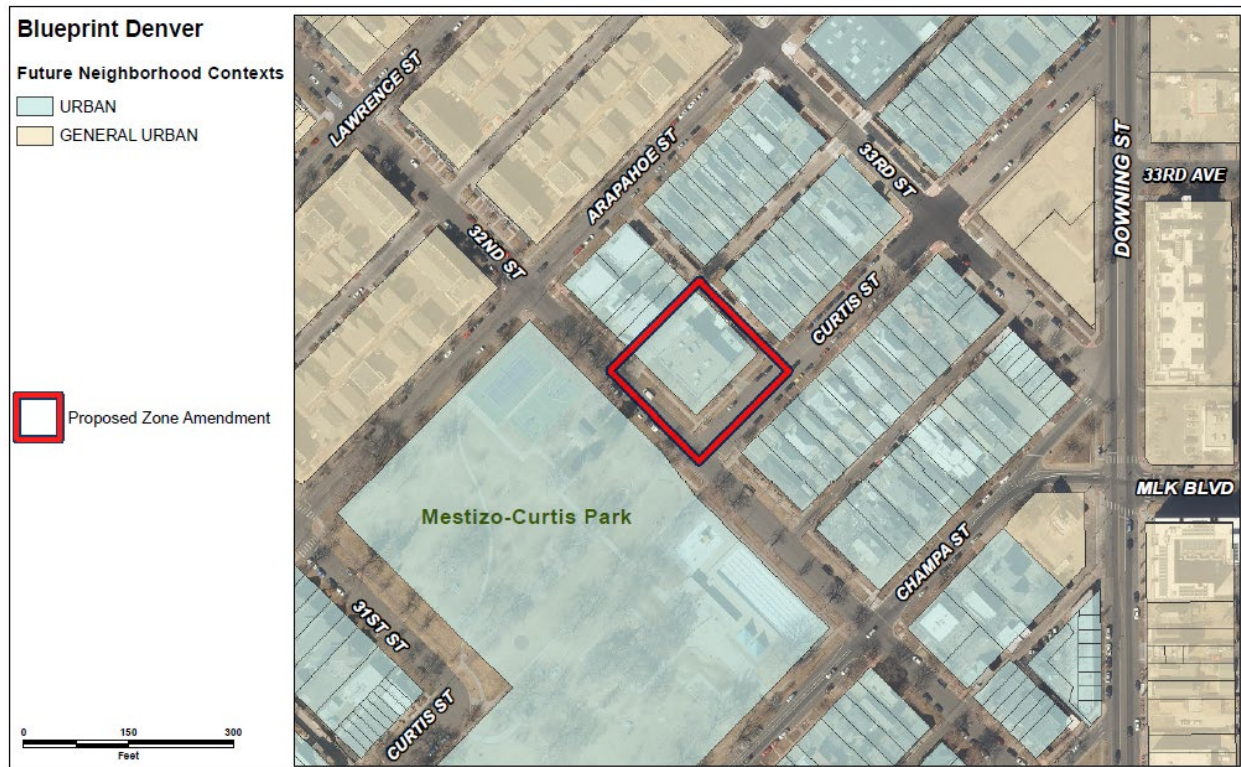 Blueprint Denver
Future Neighborhood Contexts
URBAN
GENERAL URBAN
Proposed Zone Amendment
0 150 300
Feet
LAWRENCE ST
ARAPAHOE ST
32ND ST
33RD ST
DOWNING ST
33RD AVE
CURTIS ST
MLK BLVD
Mestizo-Curtis Park
CHAMPA ST
31ST ST
CURTIS ST